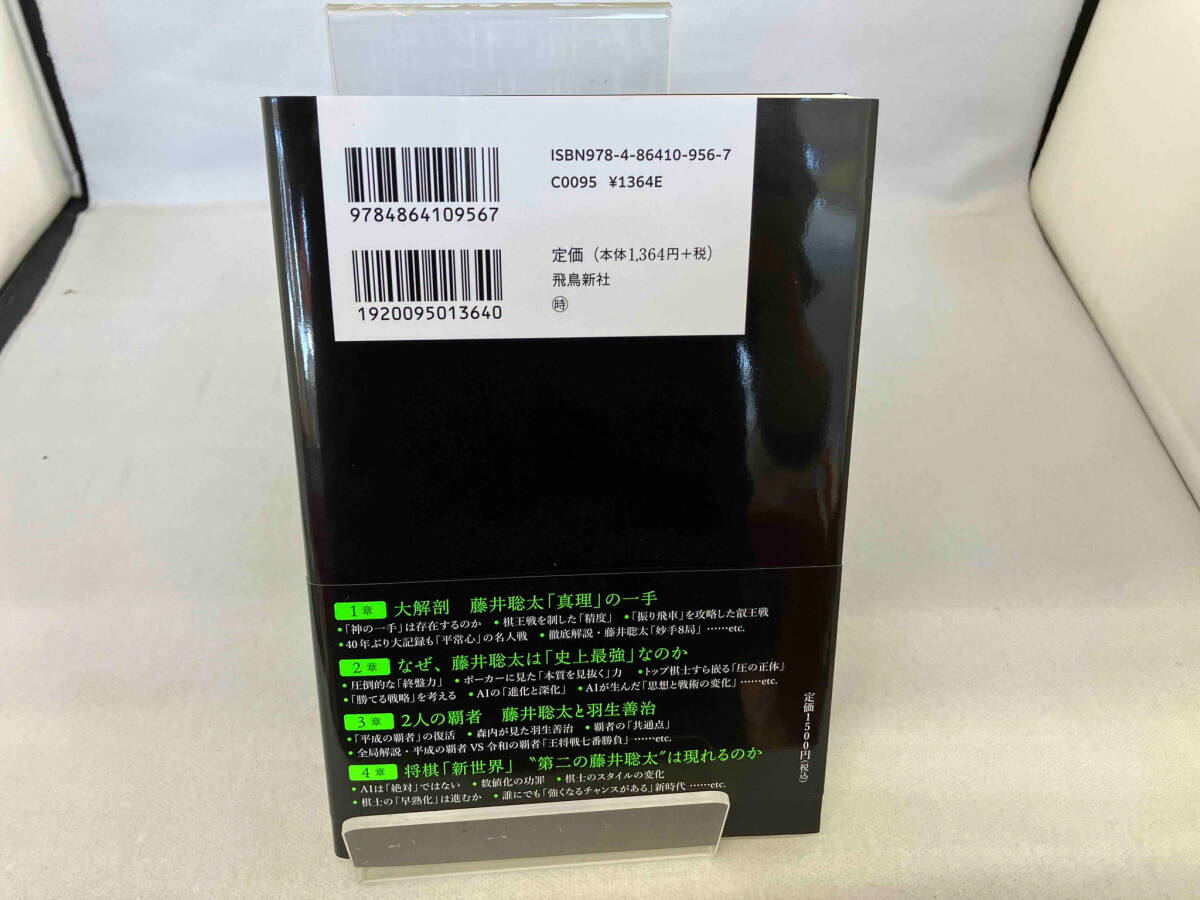 ISBN978-4-86410-956-7
C0095 ¥1364E
9784864109567
定価（本体1,364円＋税）
飛鳥新社
時
1920095013640
1章 大解剖 藤井聡太「真理」の一手
・「神の一手」は存在するのか ・棋王戦を制した「精度」 ・「振り飛車」を攻略した叡王戦
・40年ぶり大記録も「平常心」の名人戦 ・徹底解説・藤井聡太「妙手8局」……etc.
2章 なぜ、藤井聡太は「史上最強」なのか
・圧倒的な「終盤力」 ・ポーカーに見た「本質を見抜く」力 ・トップ棋士すら嵌る「圧の正体」
・「勝てる戦略」を考える ・AIの「進化と深化」 ・AIが生んだ「思想と戦術の変化」……etc.
3章 2人の覇者 藤井聡太と羽生善治
・「平成の覇者」の復活 ・森内が見た羽生善治 ・覇者の「共通点」
・全局解説・平成の覇者 VS 令和の覇者「王将戦七番勝負」……etc.
4章 将棋「新世界」 〝第二の藤井聡太〟は現れるのか
・AIは「絶対」ではない ・数値化の功罪 ・棋士のスタイルの変化
・棋士の「早熟化」は進むか ・誰にでも「強くなるチャンスがある」新時代……etc.
定価1500円（税込）